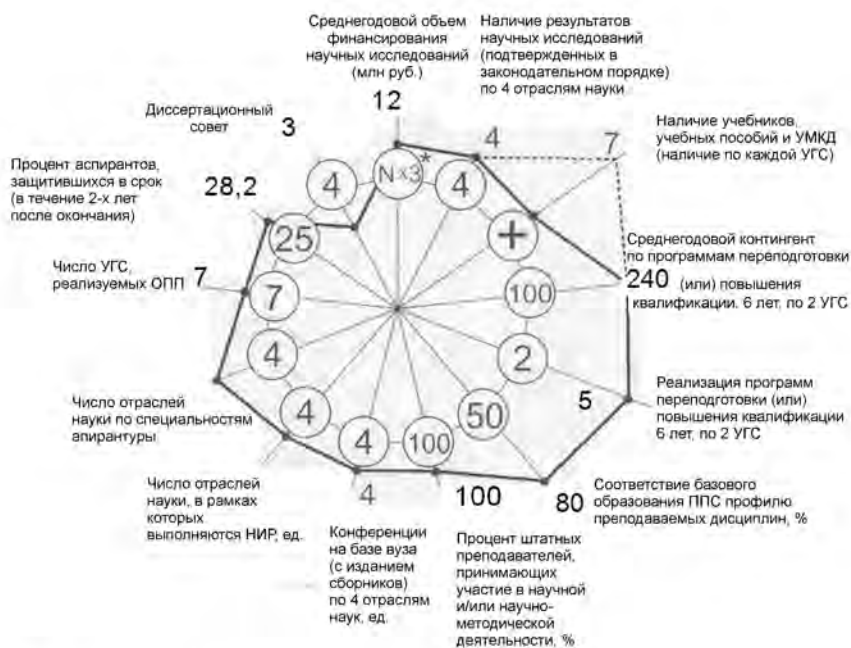 Среднегодовой объем
финансирования
научных исследований
(млн руб.)
12
Наличие результатов
научных исследований
(подтвержденных в
законодательном порядке)
по 4 отраслям науки
4
7
Наличие учебников,
учебных пособий и УМКД
(наличие по каждой УГС)
Диссертационный
совет
3
Процент аспирантов,
защитившихся в срок
(в течение 2-х лет
после окончания)
28,2
Число УГС,
реализуемых ОПП
7
Среднегодовой контингент
по программам переподготовки
240 (или) повышения
квалификации. 6 лет, по 2 УГС
N x3*
4
+
100
2
50
100
4
4
4
7
25
4
Число отраслей
науки по специальностям
апирантуры
5
Реализация программ
переподготовки (или)
повышения квалификации
6 лет, по 2 УГС
Число отраслей
науки, в рамках
которых
выполняются НИР, ед.
4
Конференции
на базе вуза
(с изданием
сборников)
по 4 отраслям
наук, ед.
100
Процент штатных
преподавателей,
принимающих
участие в научной
и/или научно-
методической
деятельности, %
80
Соответствие базового
образования ППС профилю
преподаваемых дисциплин, %